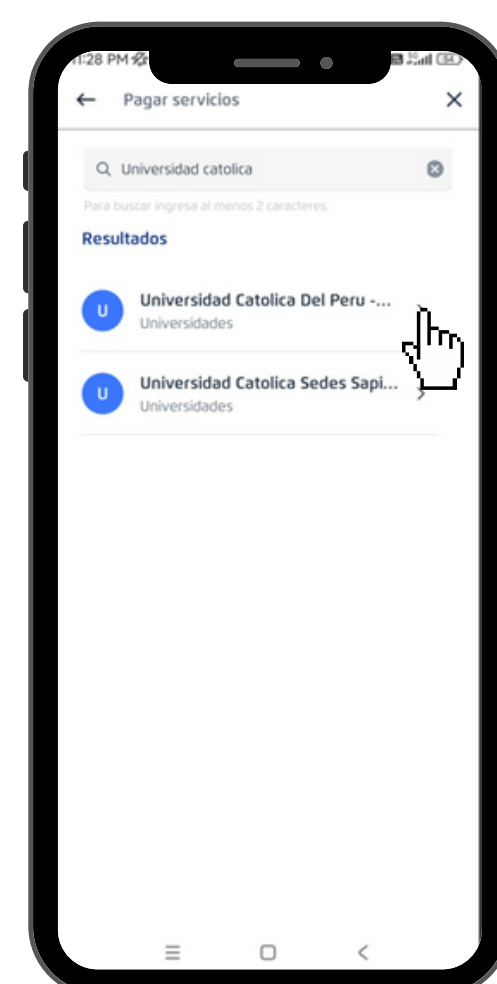 11:28 PM
Pagar servicios
Universidad catolica
Para buscar ingresa al menos 2 caracteres.
Resultados
U
Universidad Catolica Del Peru -...
Universidades
U
Universidad Catolica Sedes Sapi...
Universidades